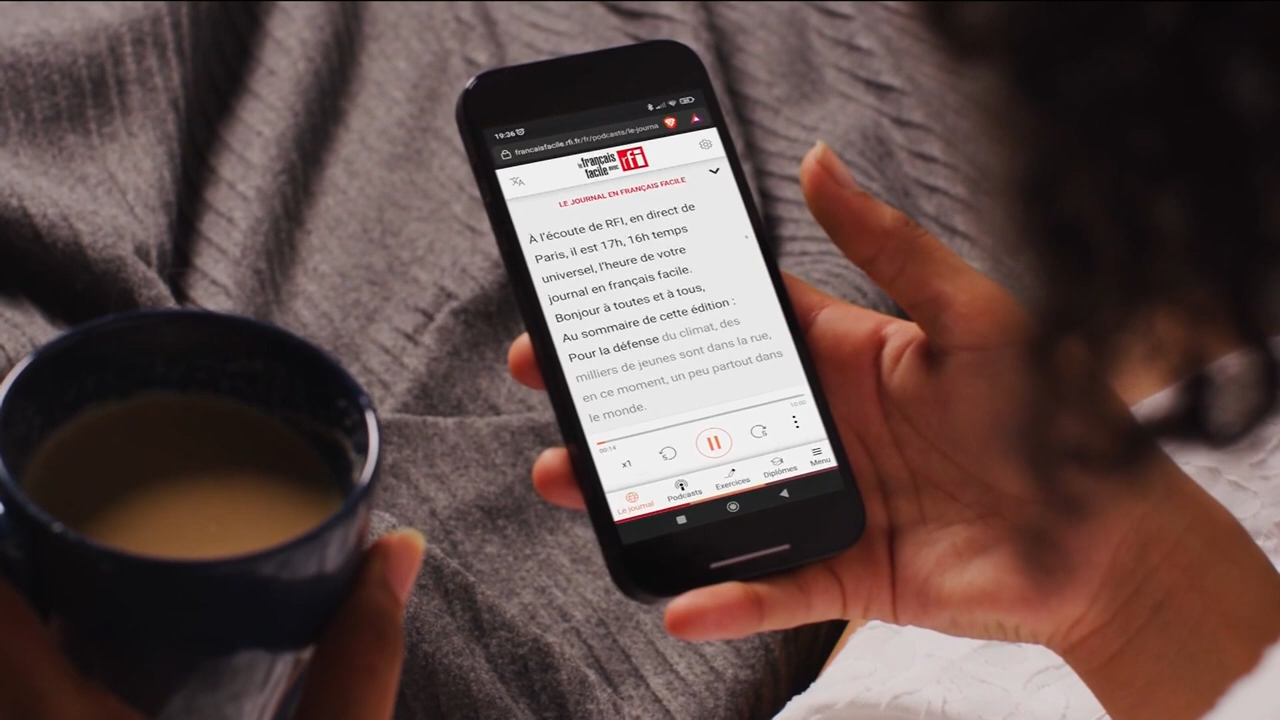 19:36
francaisfacile.rfi.fr/fr/podcasts/le-journa
le français
facile avec
rfi
LE JOURNAL EN FRANÇAIS FACILE
À l'écoute de RFI, en direct de
Paris, il est 17h, 16h temps
universel, l'heure de votre
journal en français facile.
Bonjour à toutes et à tous,
Au sommaire de cette édition :
Pour la défense du climat, des
milliers de jeunes sont dans la rue,
en ce moment, un peu partout dans
le monde.
00:14
10:00
x1
5
5
Le journal
Podcasts
Exercices
Diplômes
Menu